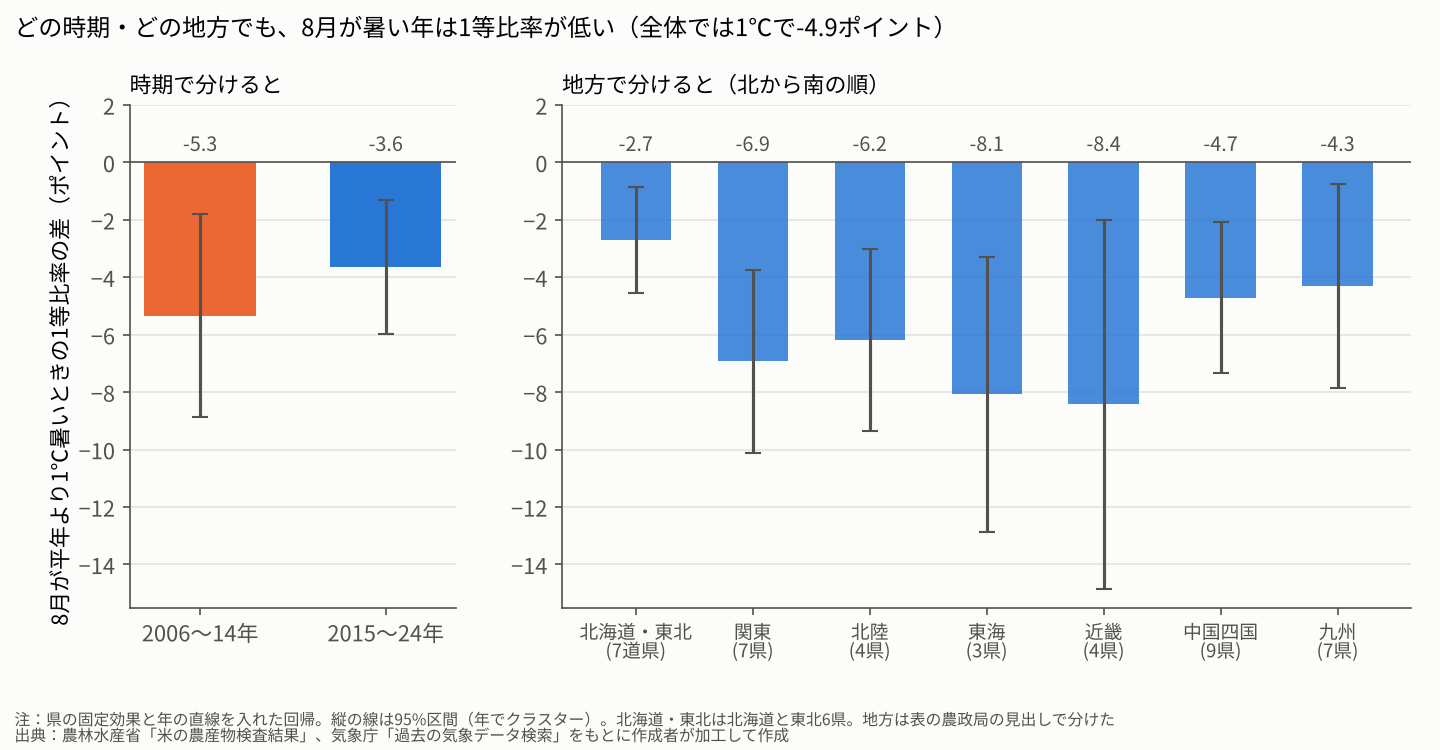 どの時期・どの地方でも、8月が暑い年は1等比率が低い（全体では1℃で-4.9ポイント）
時期で分けると
8月が平年より1℃暑いときの1等比率の差（ポイント）
2
0
−2
−4
−6
−8
−10
−12
−14
-5.3
-3.6
2006～14年
2015～24年
地方で分けると（北から南の順）
2
0
−2
−4
−6
−8
−10
−12
−14
-2.7
-6.9
-6.2
-8.1
-8.4
-4.7
-4.3
北海道・東北
(7道県)
関東
(7県)
北陸
(4県)
東海
(3県)
近畿
(4県)
中国四国
(9県)
九州
(7県)
注：県の固定効果と年の直線を入れた回帰。縦の線は95%区間（年でクラスター）。北海道・東北は北海道と東北6県。地方は表の農政局の見出しで分けた
出典：農林水産省「米の農産物検査結果」、気象庁「過去の気象データ検索」をもとに作成者が加工して作成